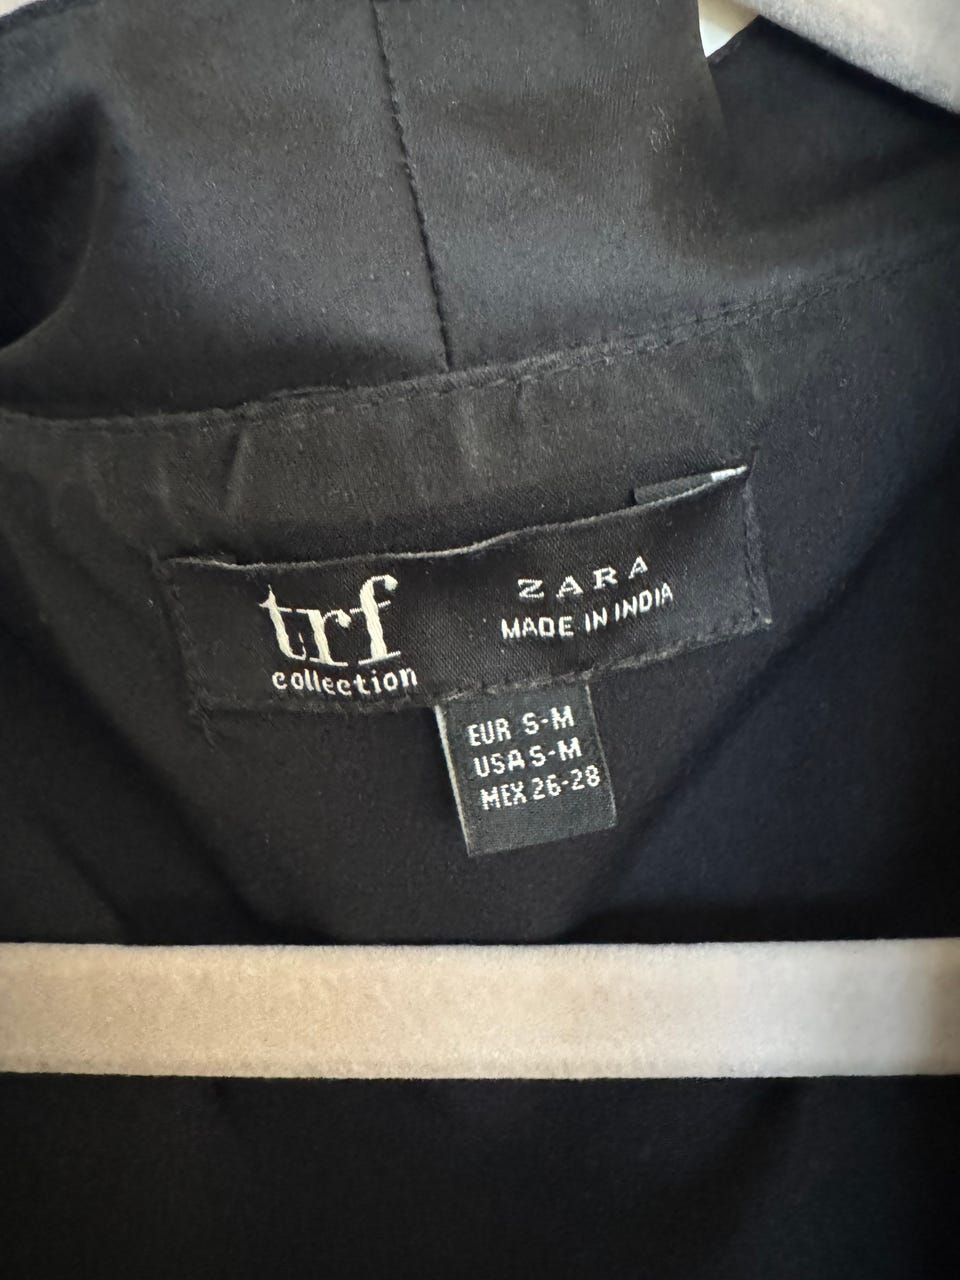 trf
collection
ZARA
MADE IN INDIA
EUR S-M
USA S-M
MEX 26-28